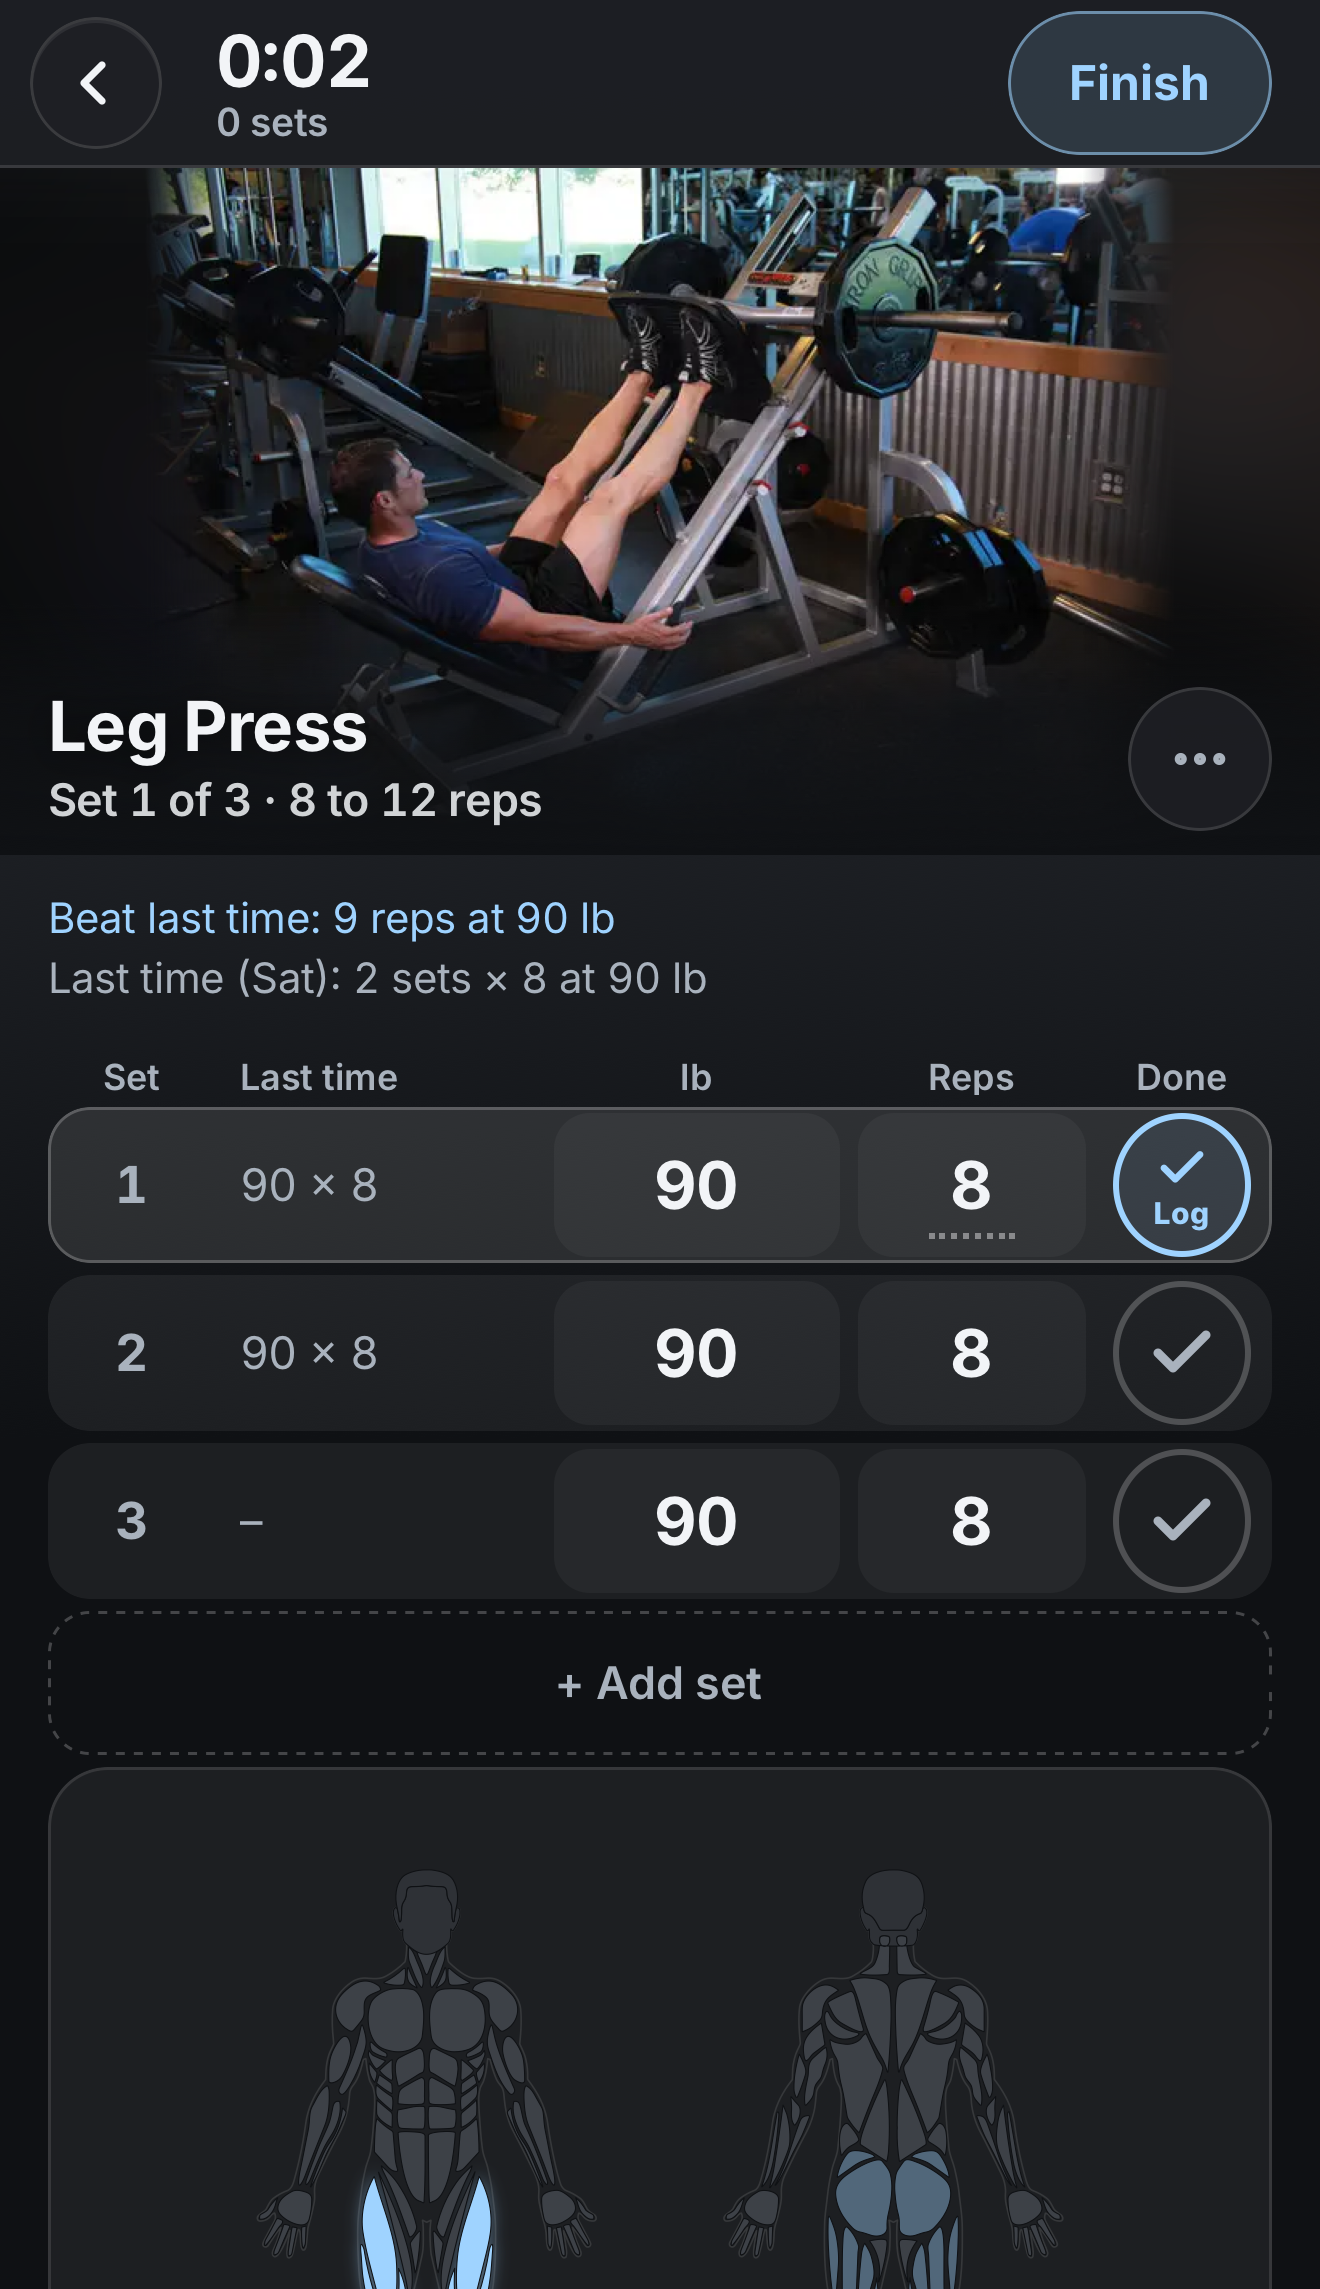 0:02
0 sets
Finish
IRON GRIP
Leg Press
Set 1 of 3 · 8 to 12 reps
Beat last time: 9 reps at 90 lb
Last time (Sat): 2 sets × 8 at 90 lb
Set Last time lb Reps Done
1 90 × 8 90 8 Log
2 90 × 8 90 8
3 – 90 8
+ Add set